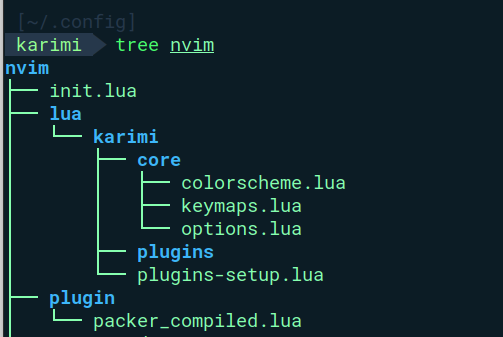 [~/.config]
karimi tree nvim
nvim
├── init.lua
├── lua
│   └── karimi
│       ├── core
│       │   ├── colorscheme.lua
│       │   ├── keymaps.lua
│       │   └── options.lua
│       ├── plugins
│       └── plugins-setup.lua
├── plugin
│   └── packer_compiled.lua